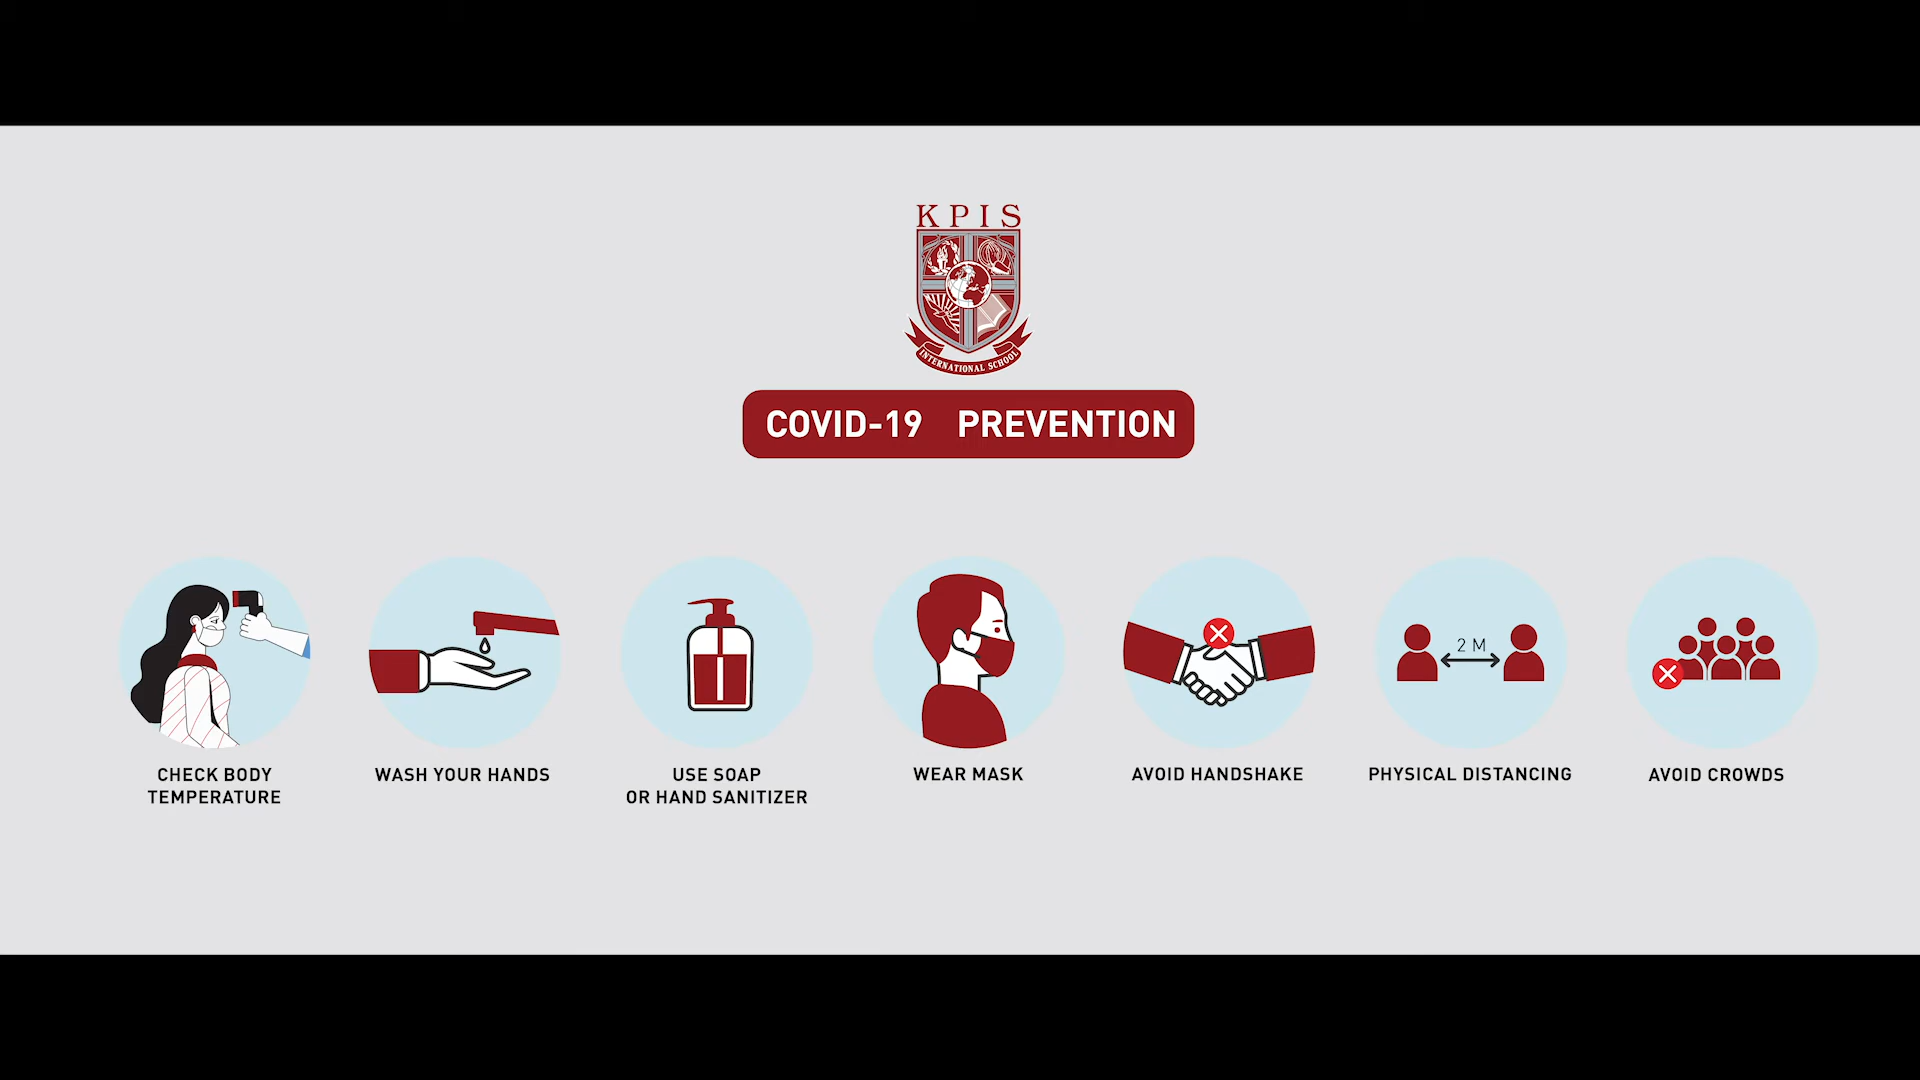 KPIS
INTERNATIONAL SCHOOL
COVID-19 PREVENTION
CHECK BODY
TEMPERATURE
WASH YOUR HANDS
USE SOAP
OR HAND SANITIZER
WEAR MASK
AVOID HANDSHAKE
2 M
PHYSICAL DISTANCING
AVOID CROWDS